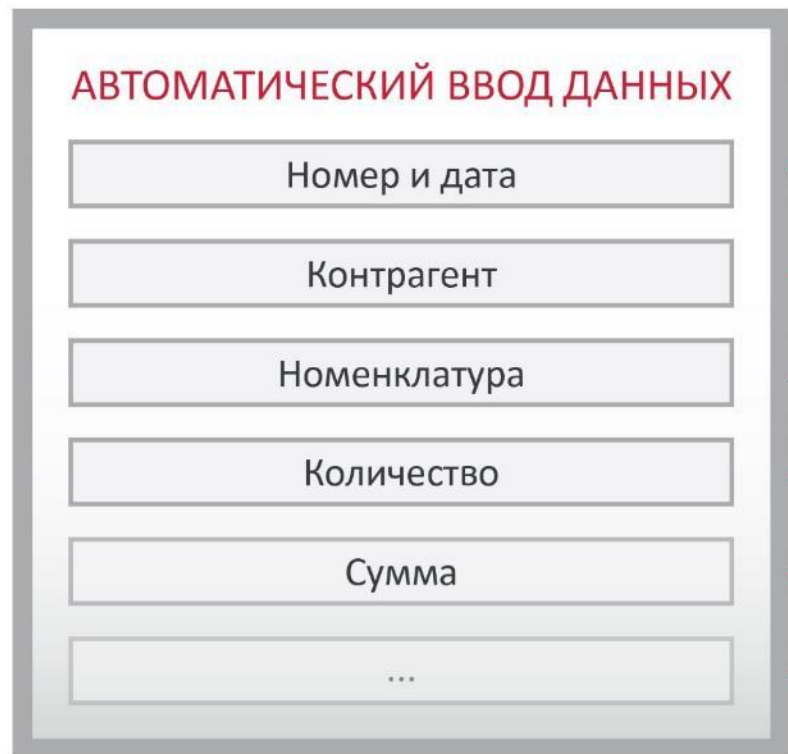 АВТОМАТИЧЕСКИЙ ВВОД ДАННЫХ
Номер и дата
Контрагент
Номенклатура
Количество
Сумма
...